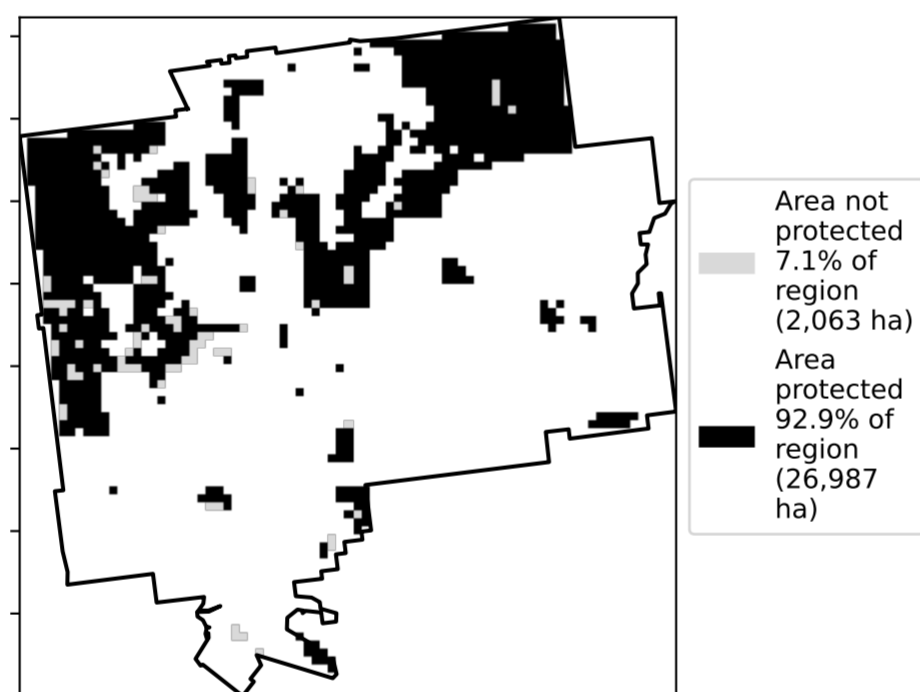 Area not
protected
7.1% of
region
(2,063 ha)
Area
protected
92.9% of
region
(26,987
ha)